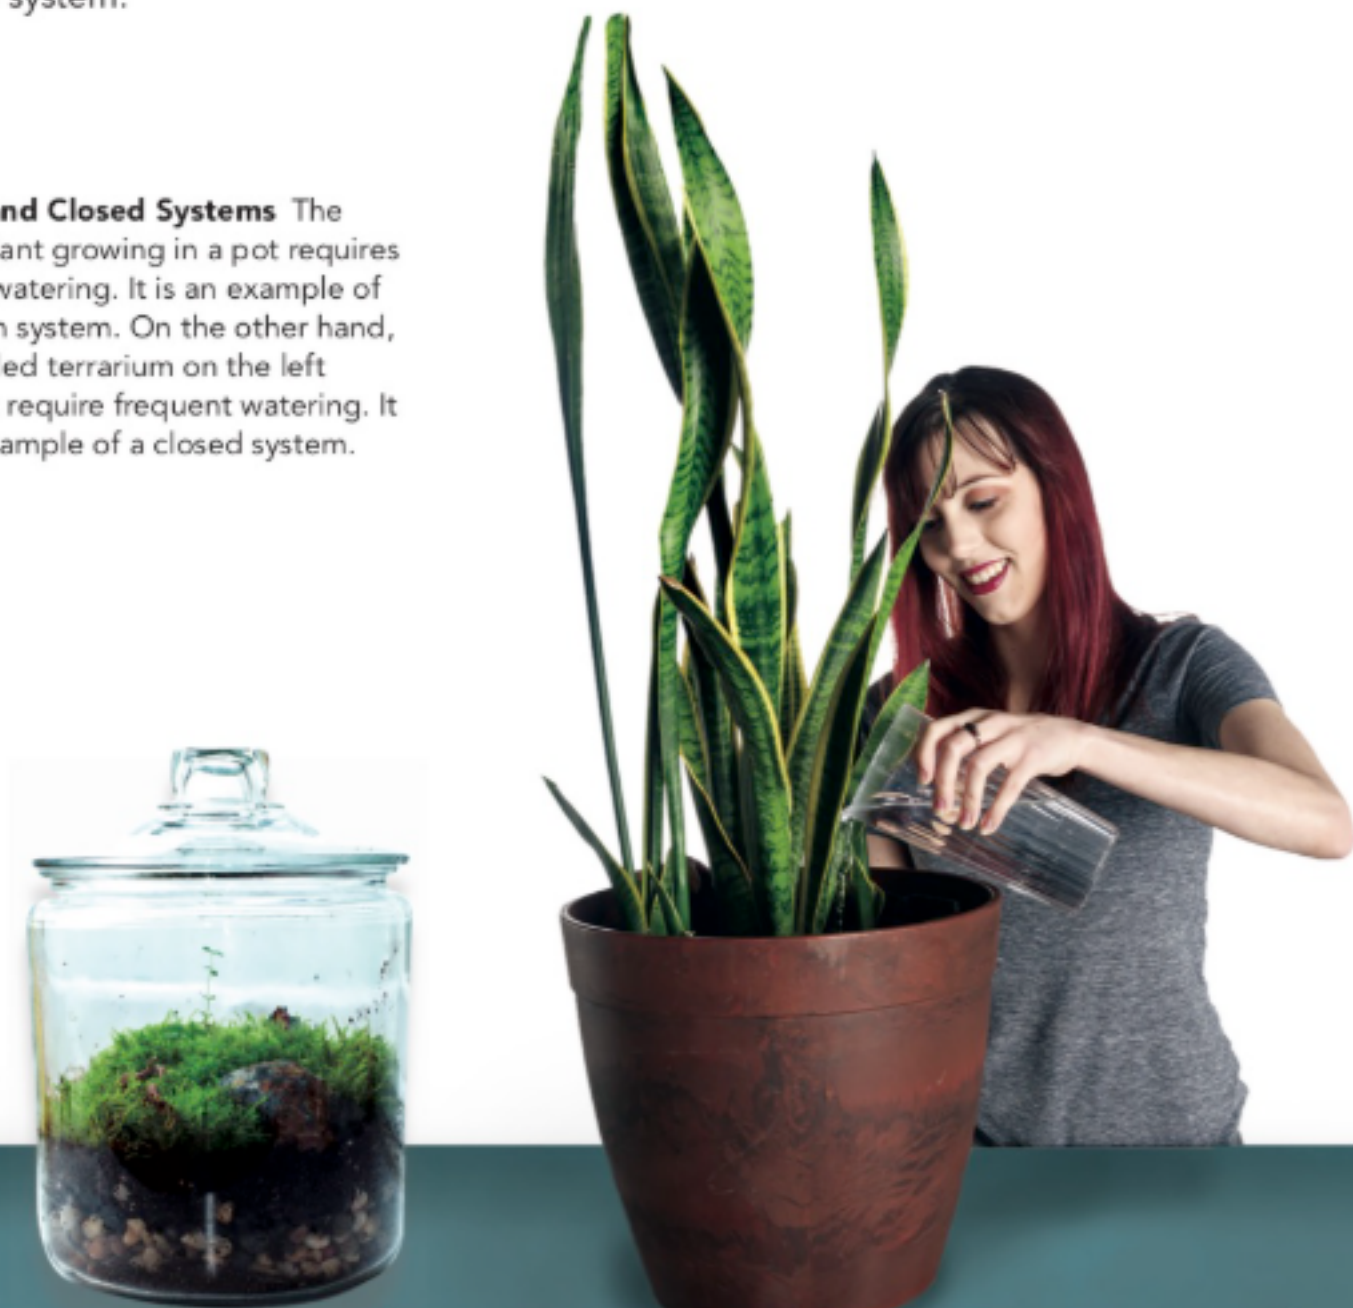 system.
nd Closed Systems The
ant growing in a pot requires
watering. It is an example of
n system. On the other hand,
led terrarium on the left
require frequent watering. It
ample of a closed system.